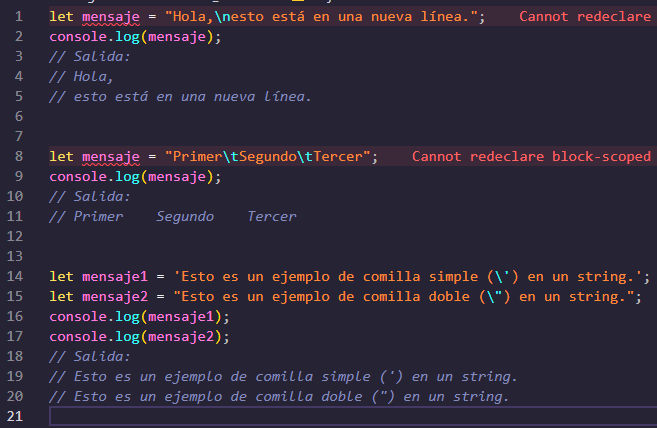 1 let mensaje = "Hola,\nesto está en una nueva línea."; Cannot redeclare
2 console.log(mensaje);
3 // Salida:
4 // Hola,
5 // esto está en una nueva línea.
6
7
8 let mensaje = "Primer\tSegundo\tTercer"; Cannot redeclare block-scoped
9 console.log(mensaje);
10 // Salida:
11 // Primer    Segundo    Tercer
12
13
14 let mensaje1 = 'Esto es un ejemplo de comilla simple (\') en un string.';
15 let mensaje2 = "Esto es un ejemplo de comilla doble (\") en un string.";
16 console.log(mensaje1);
17 console.log(mensaje2);
18 // Salida:
19 // Esto es un ejemplo de comilla simple (') en un string.
20 // Esto es un ejemplo de comilla doble (") en un string.
21